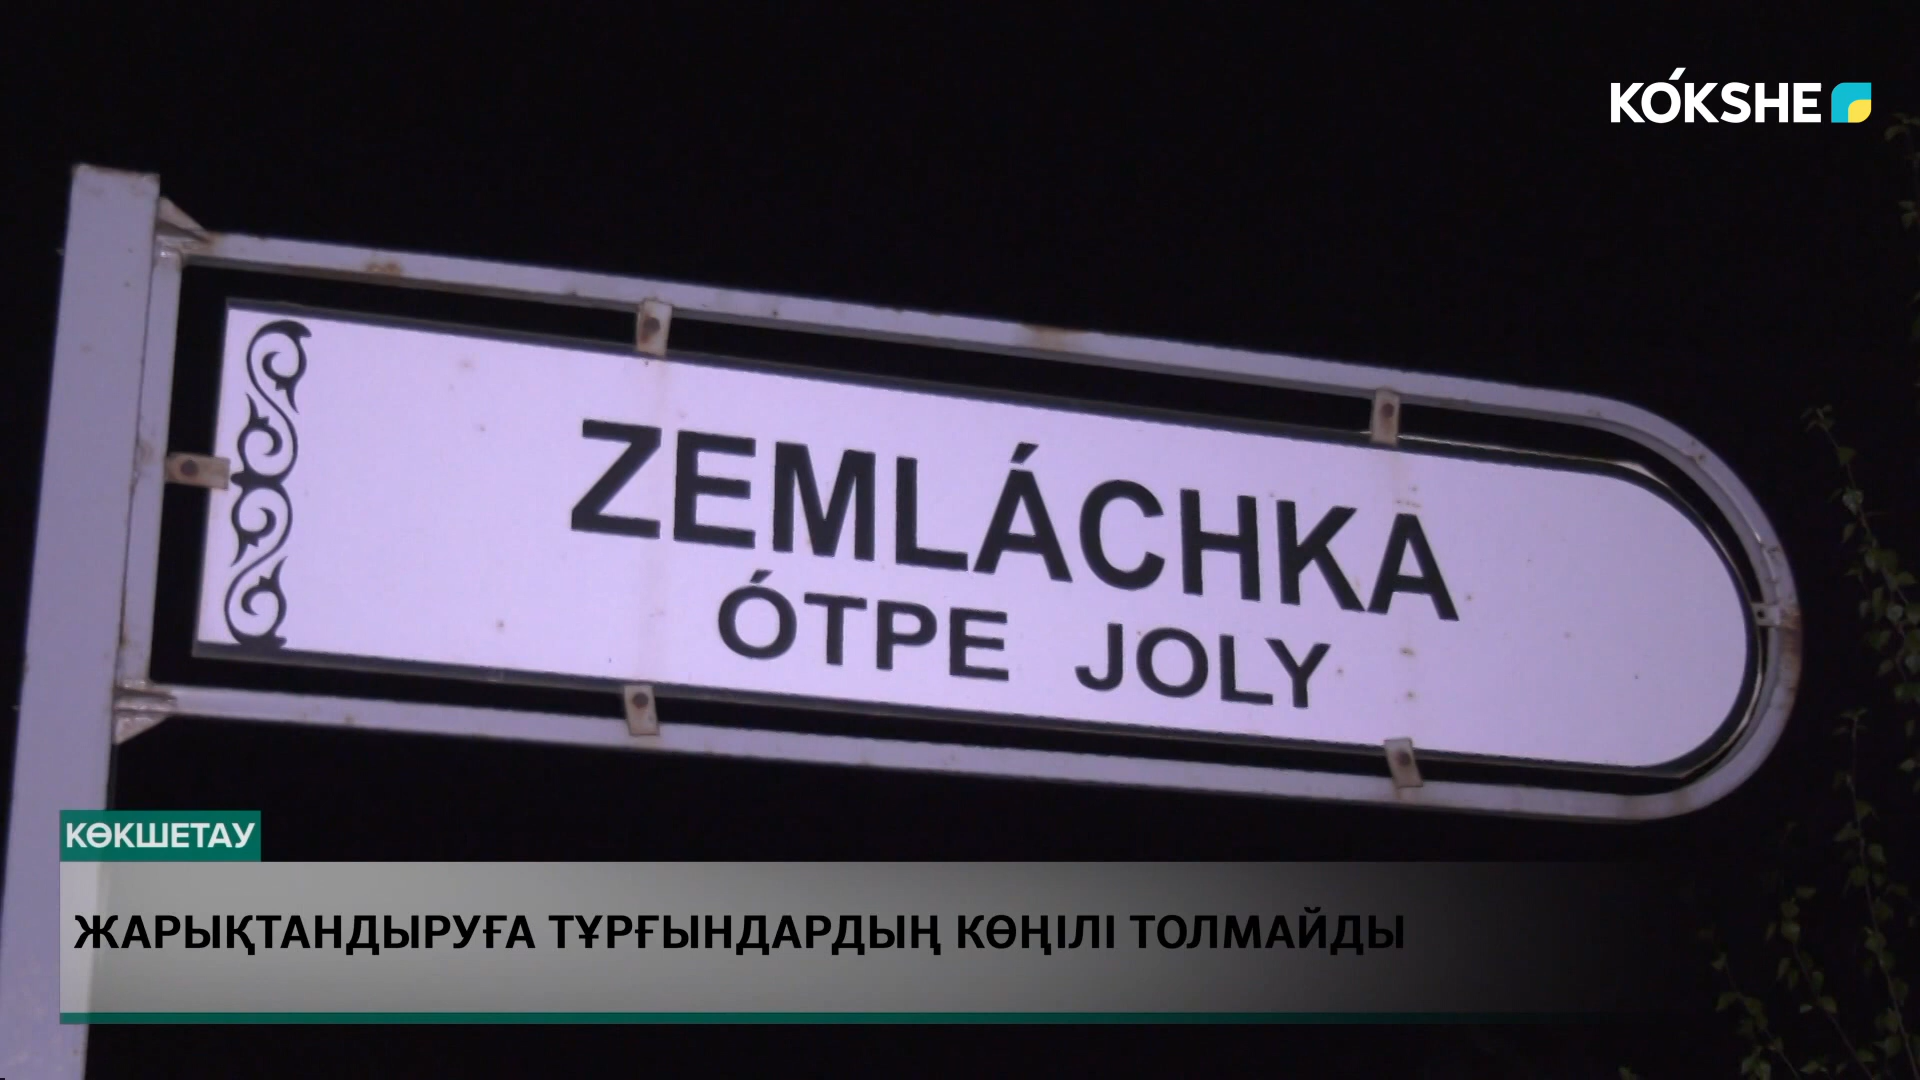 KÓKSHE
ZEMLÁCHKA
ÓTPE JOLY
КӨКШЕТАУ
ЖАРЫҚТАНДЫРУҒА ТҰРҒЫНДАРДЫҢ КӨҢІЛІ ТОЛМАЙДЫ